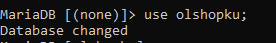 MariaDB [(none)]> use olshopku;
Database changed